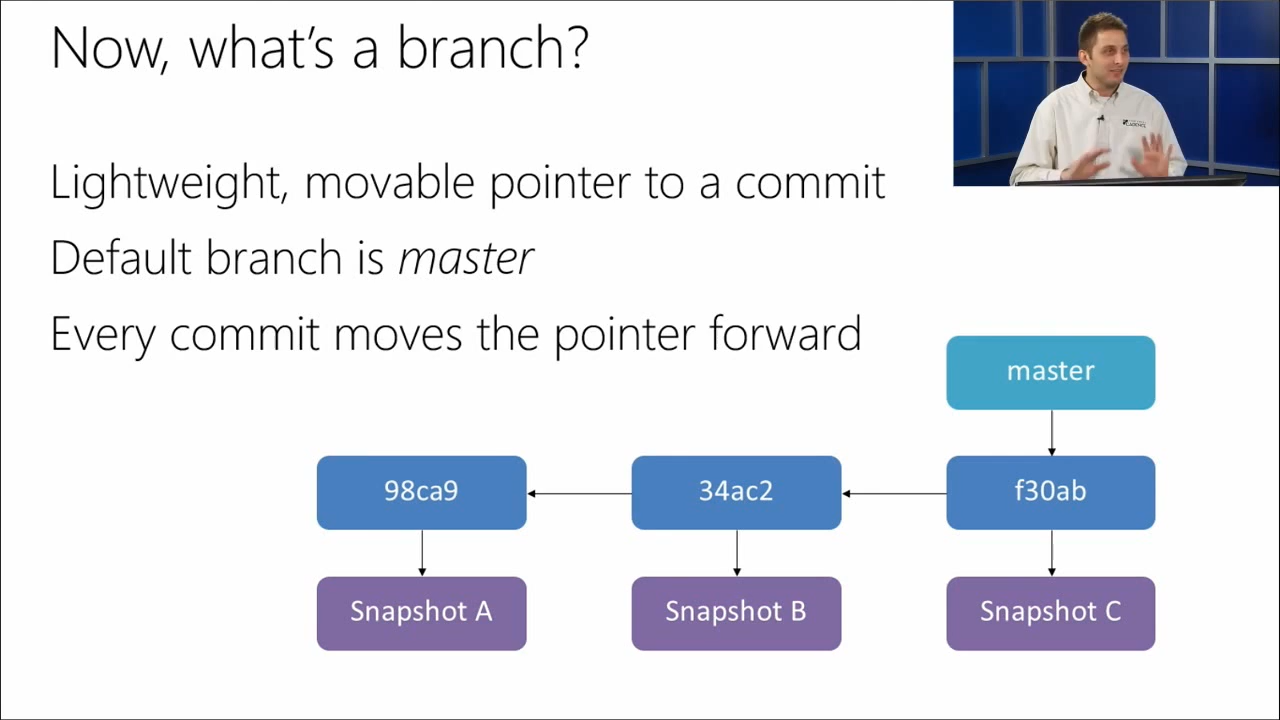 Now, what's a branch?
Lightweight, movable pointer to a commit
Default branch is master
Every commit moves the pointer forward
master
98ca9
34ac2
f30ab
Snapshot A
Snapshot B
Snapshot C